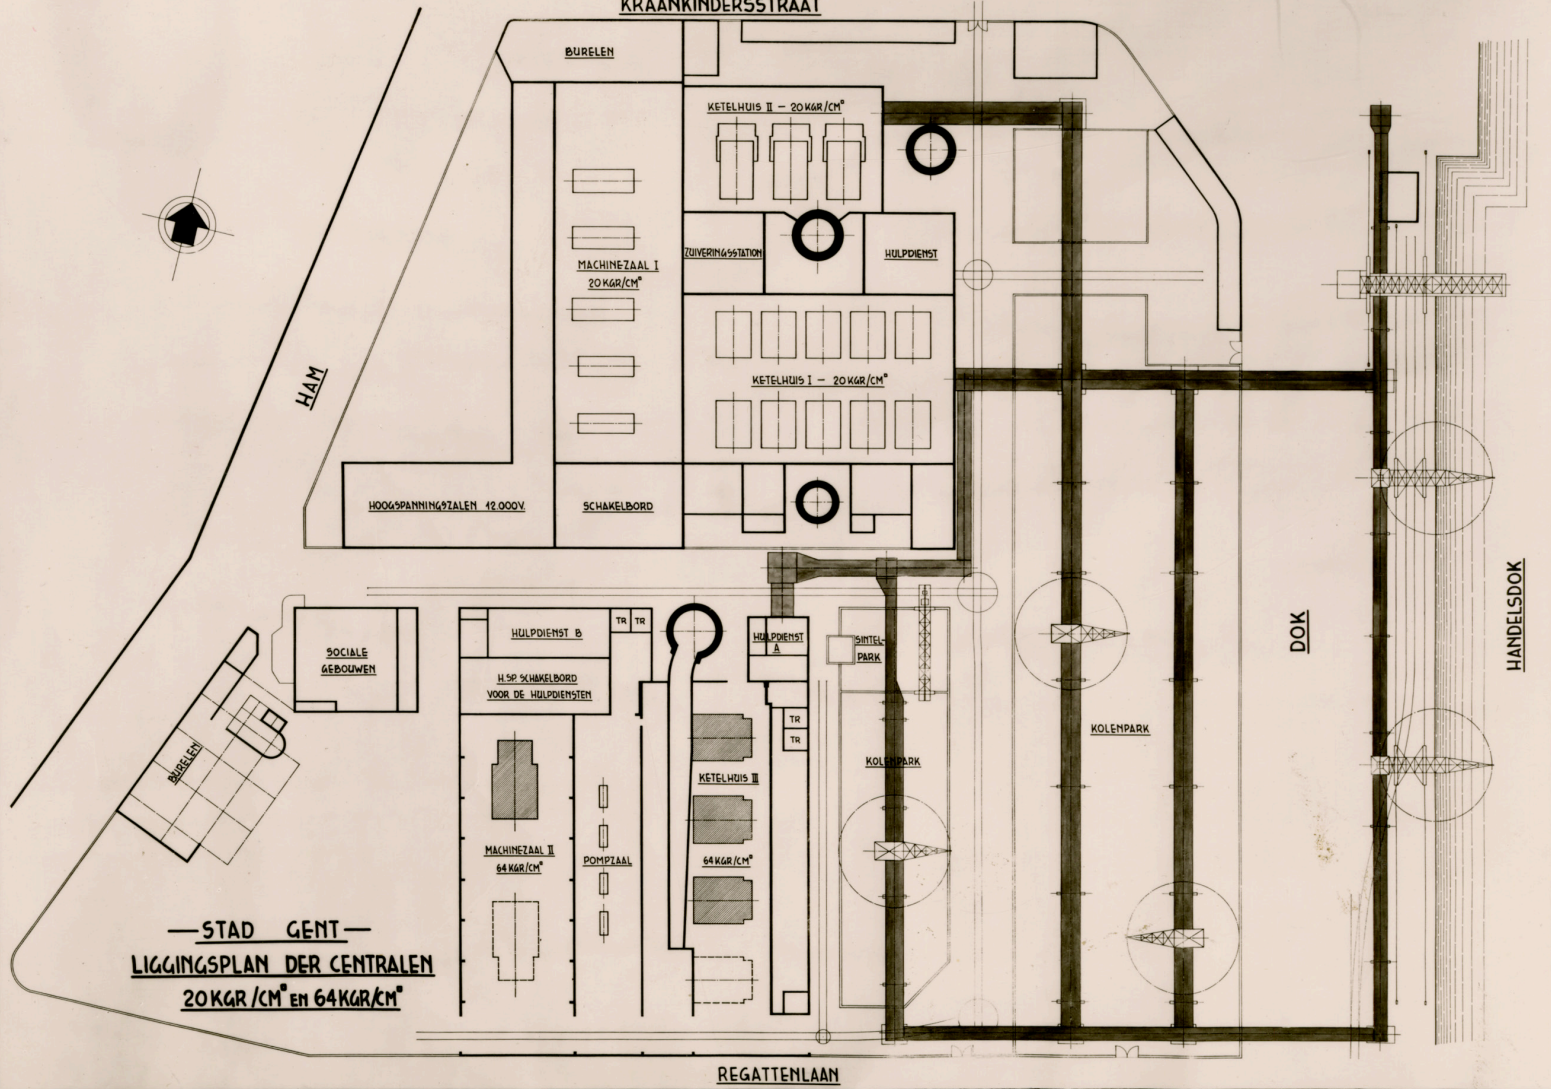 KRAANKINDERSSTRAAT
BURELEN
KETELHUIS II — 20 KGR/CM²
MACHINEZAAL I
20 KGR/CM²
ZUIVERINGSSTATION
HULPDIENST
KETELHUIS I — 20 KGR/CM²
HAM
HOOGSPANNINGSZALEN 12.000V.
SCHAKELBORD
SOCIALE
GEBOUWEN
HULPDIENST B
TR
TR
HULPDIENST
A
SINTEL-
PARK
H.SP. SCHAKELBORD
VOOR DE HULPDIENSTEN
TR
TR
BURELEN
KETELHUIS III
64 KGR/CM²
MACHINEZAAL II
64 KGR/CM²
POMPZAAL
KOLENPARK
KOLENPARK
DOK
HANDELSDOK
— STAD GENT —
LIGGINGSPLAN DER CENTRALEN
20 KGR/CM² EN 64 KGR/CM²
REGATTENLAAN